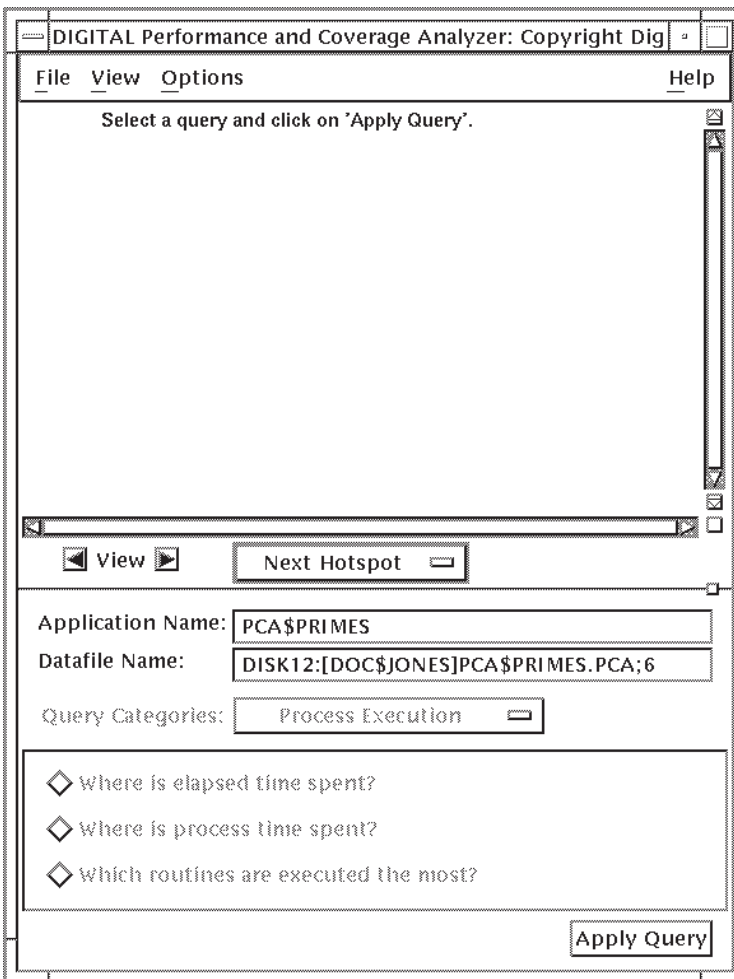 DIGITAL Performance and Coverage Analyzer: Copyright Dig
File View Options Help
Select a query and click on 'Apply Query'.
View Next Hotspot
Application Name: PCA$PRIMES
Datafile Name: DISK12:[DOC$JONES]PCA$PRIMES.PCA;6
Query Categories: Process Execution
Where is elapsed time spent?
Where is process time spent?
Which routines are executed the most?
Apply Query